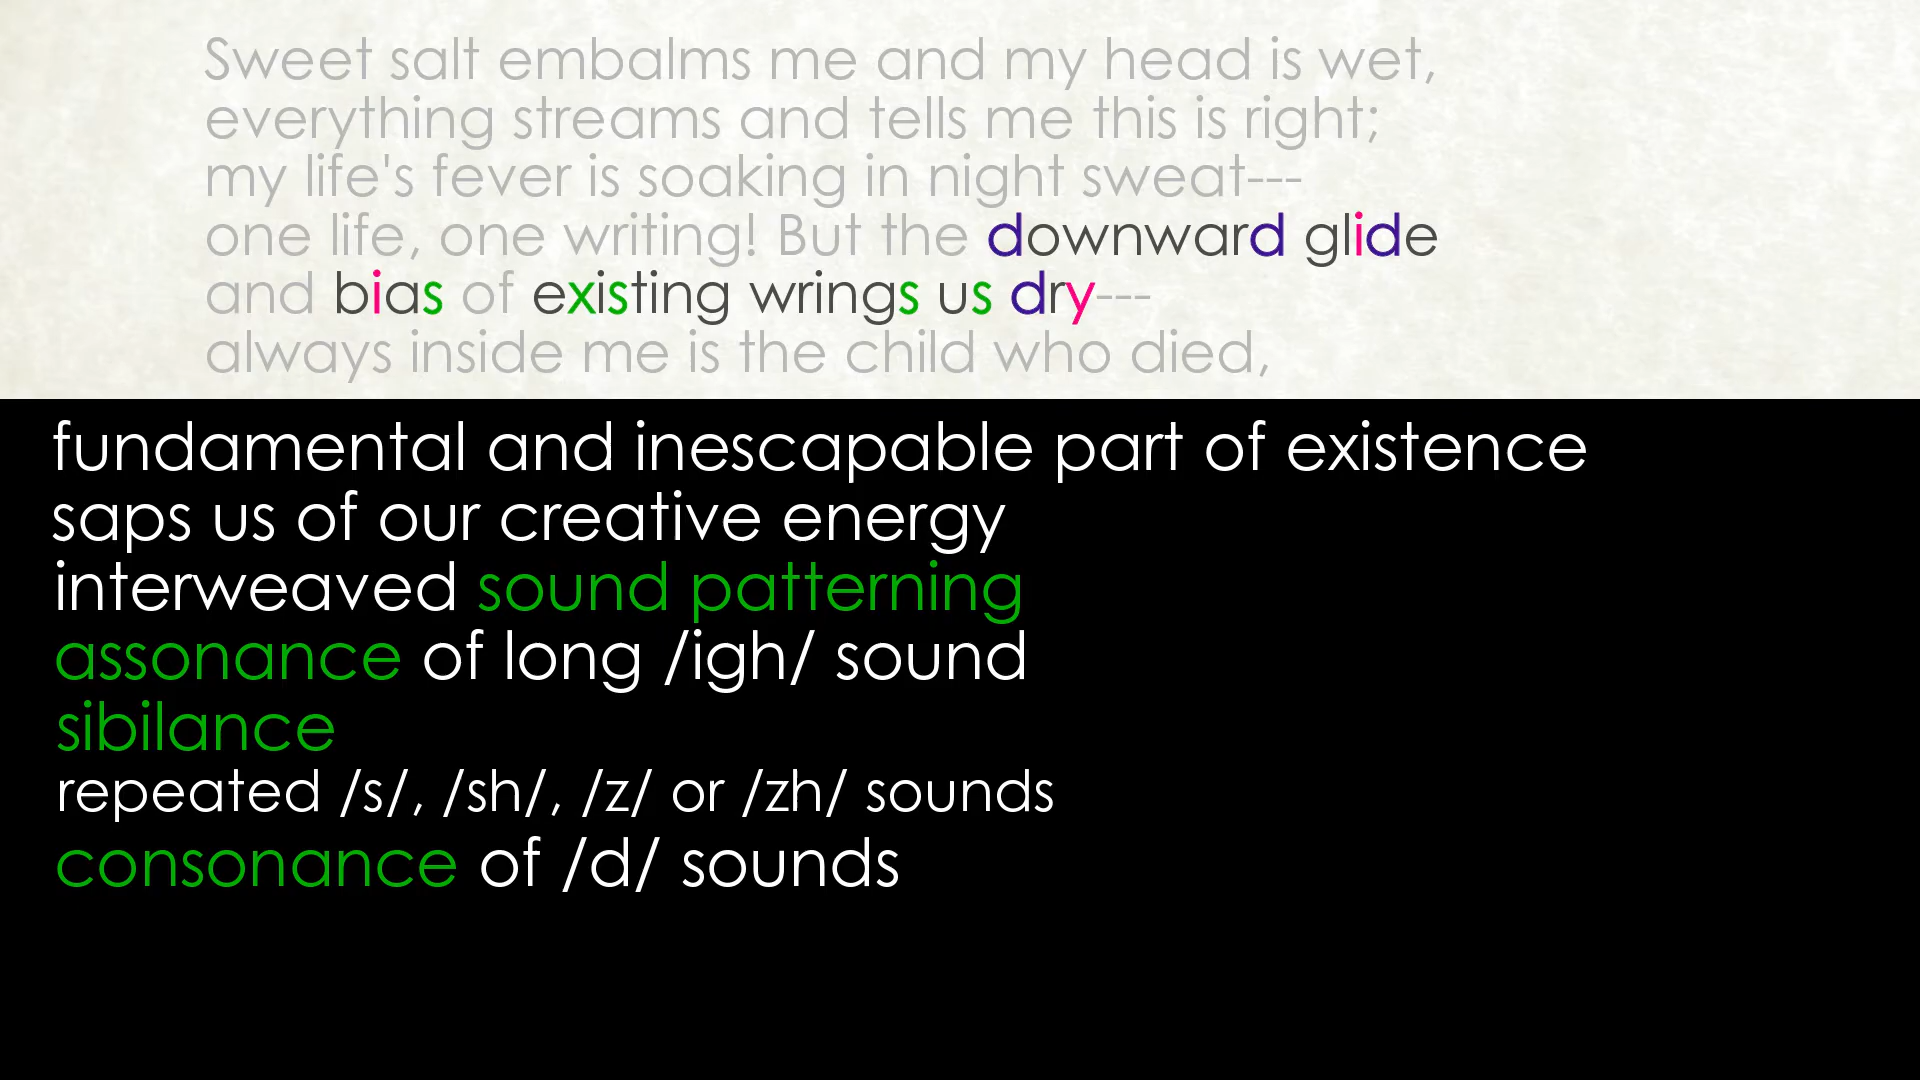 Sweet salt embalms me and my head is wet,
everything streams and tells me this is right;
my life's fever is soaking in night sweat---
one life, one writing! But the downward glide
and bias of existing wrings us dry---
always inside me is the child who died,
fundamental and inescapable part of existence
saps us of our creative energy
interweaved sound patterning
assonance of long /igh/ sound
sibilance
repeated /s/, /sh/, /z/ or /zh/ sounds
consonance of /d/ sounds